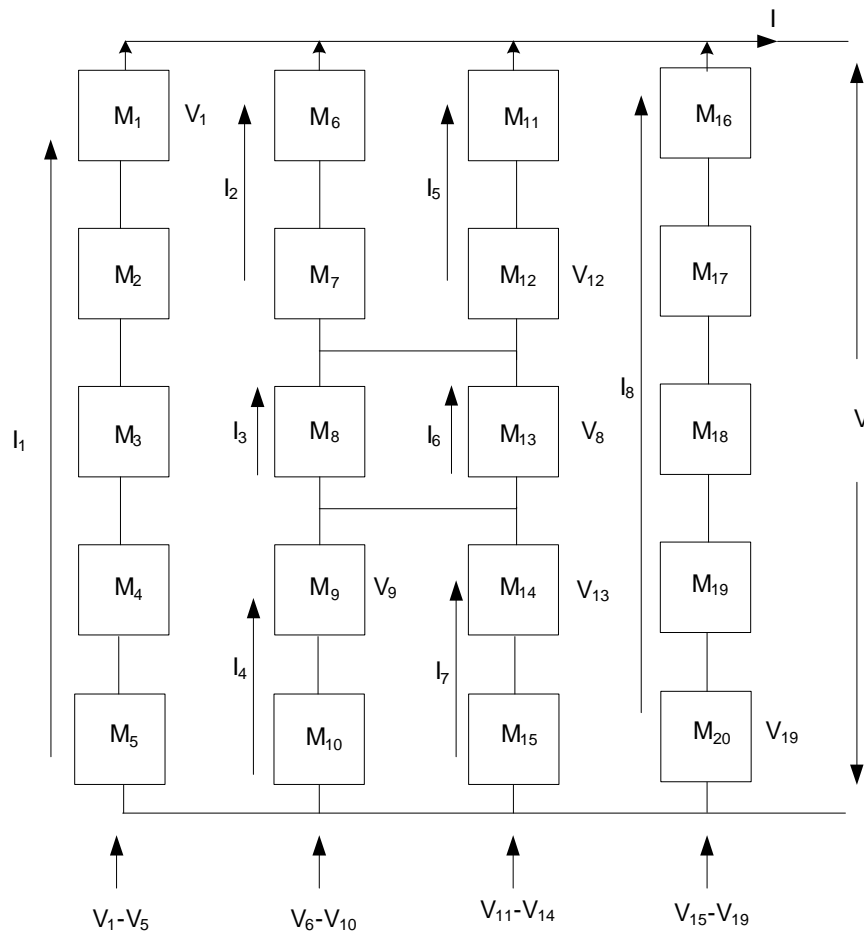 I
M₁ V₁ M₆ M₁₁ M₁₆
I₂ I₅
M₂ M₇ M₁₂ V₁₂ M₁₇
I₁ M₃ I₃ M₈ I₆ M₁₃ V₈ I₈ M₁₈ V
M₄ M₉ V₉ M₁₄ V₁₃ M₁₉
I₄ I₇
M₅ M₁₀ M₁₅ M₂₀ V₁₉
V₁-V₅ V₆-V₁₀ V₁₁-V₁₄ V₁₅-V₁₉